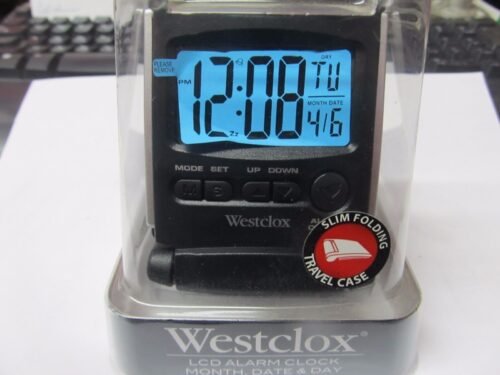 PLEASE
REMOVE
DAY
PM 12:08 TU
MONTH DATE
4/6
Zz
MODE SET UP DOWN
M S
Westclox
SLIM FOLDING
TRAVEL CASE
Westclox®
LCD ALARM CLOCK
MONTH, DATE & DAY